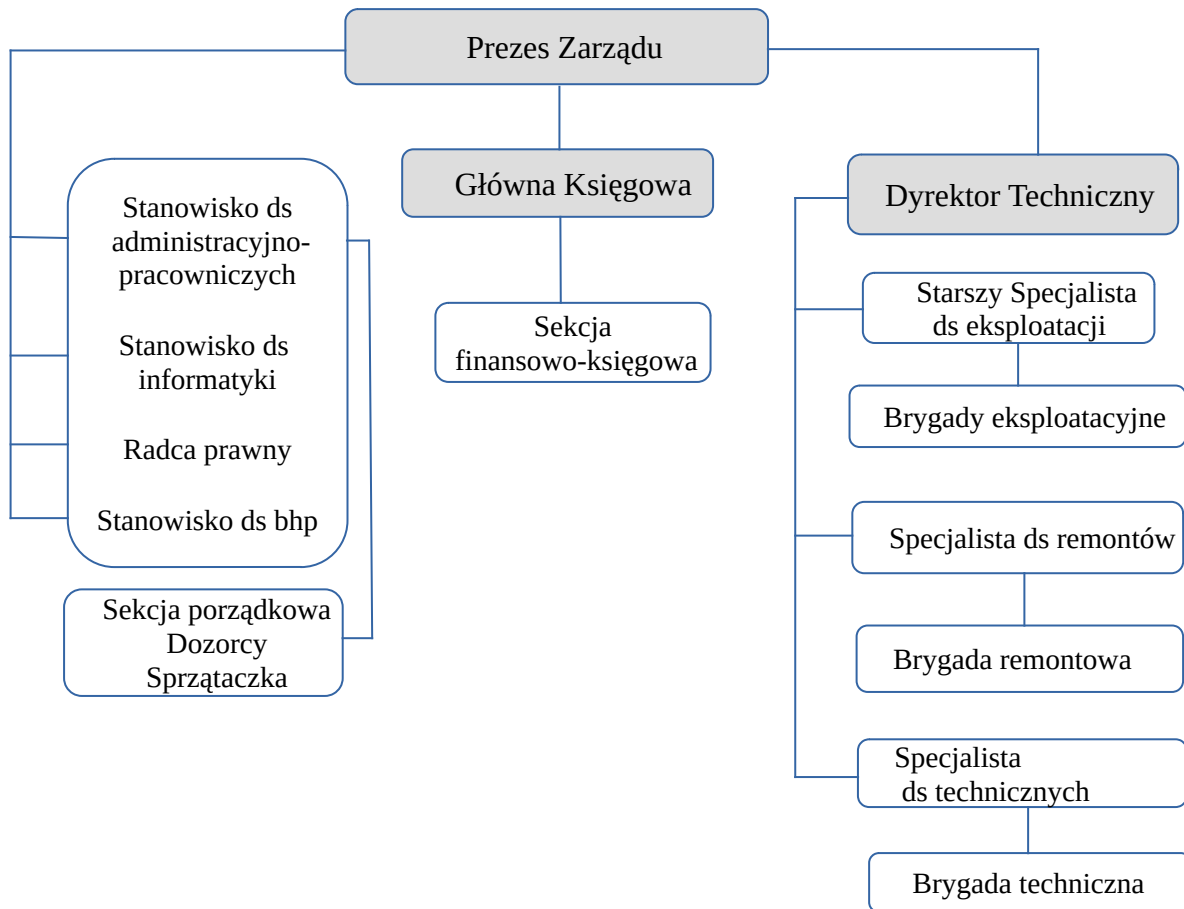 Prezes Zarządu
Stanowisko ds
administracyjno-
pracowniczych
Stanowisko ds
informatyki
Radca prawny
Stanowisko ds bhp
Sekcja porządkowa
Dozorcy
Sprzątaczka
Główna Księgowa
Sekcja
finansowo-księgowa
Dyrektor Techniczny
Starszy Specjalista
ds eksploatacji
Brygady eksploatacyjne
Specjalista ds remontów
Brygada remontowa
Specjalista
ds technicznych
Brygada techniczna